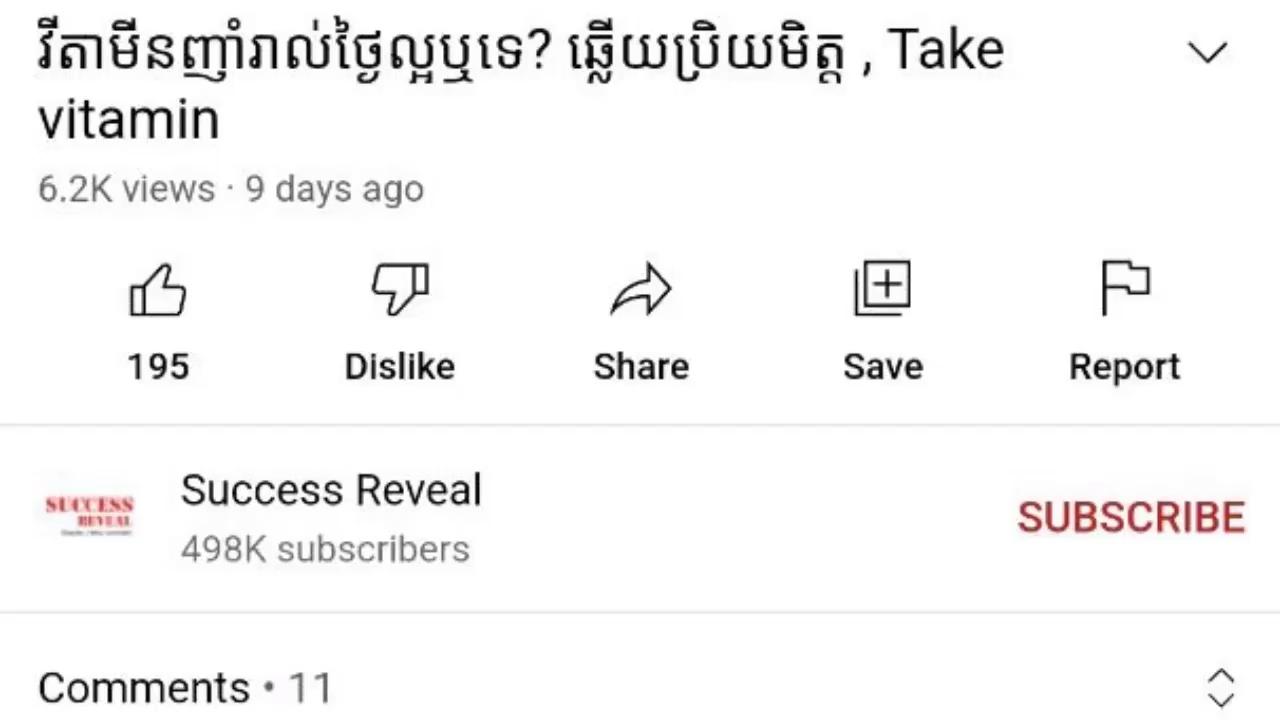 វីតាមីនញ៉ាំរាល់ថ្ងៃល្អឬទេ? ឆ្លើយប្រិយមិត្ត , Take
vitamin
6.2K views · 9 days ago
195
Dislike
Share
Save
Report
SUCCESS
REVEAL
Success Reveal
498K subscribers
SUBSCRIBE
Comments • 11